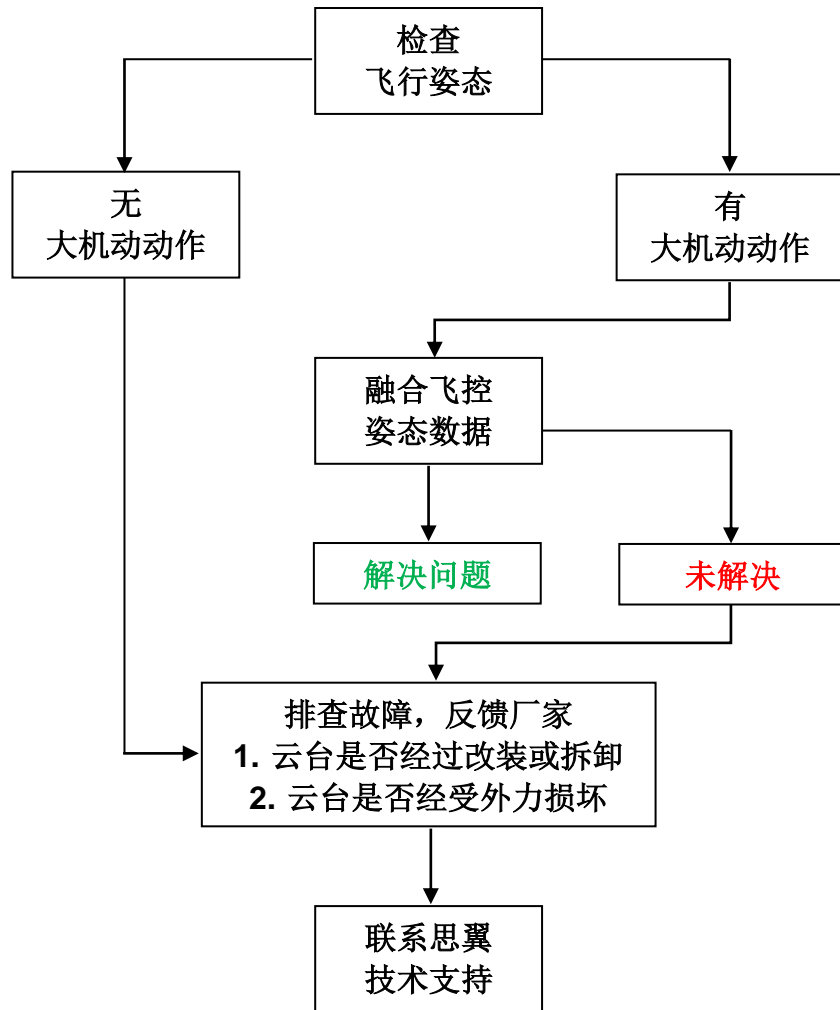 检查
飞行姿态
无
大机动动作
有
大机动动作
融合飞控
姿态数据
解决问题
未解决
排查故障，反馈厂家
1. 云台是否经过改装或拆卸
2. 云台是否经受外力损坏
联系思翼
技术支持